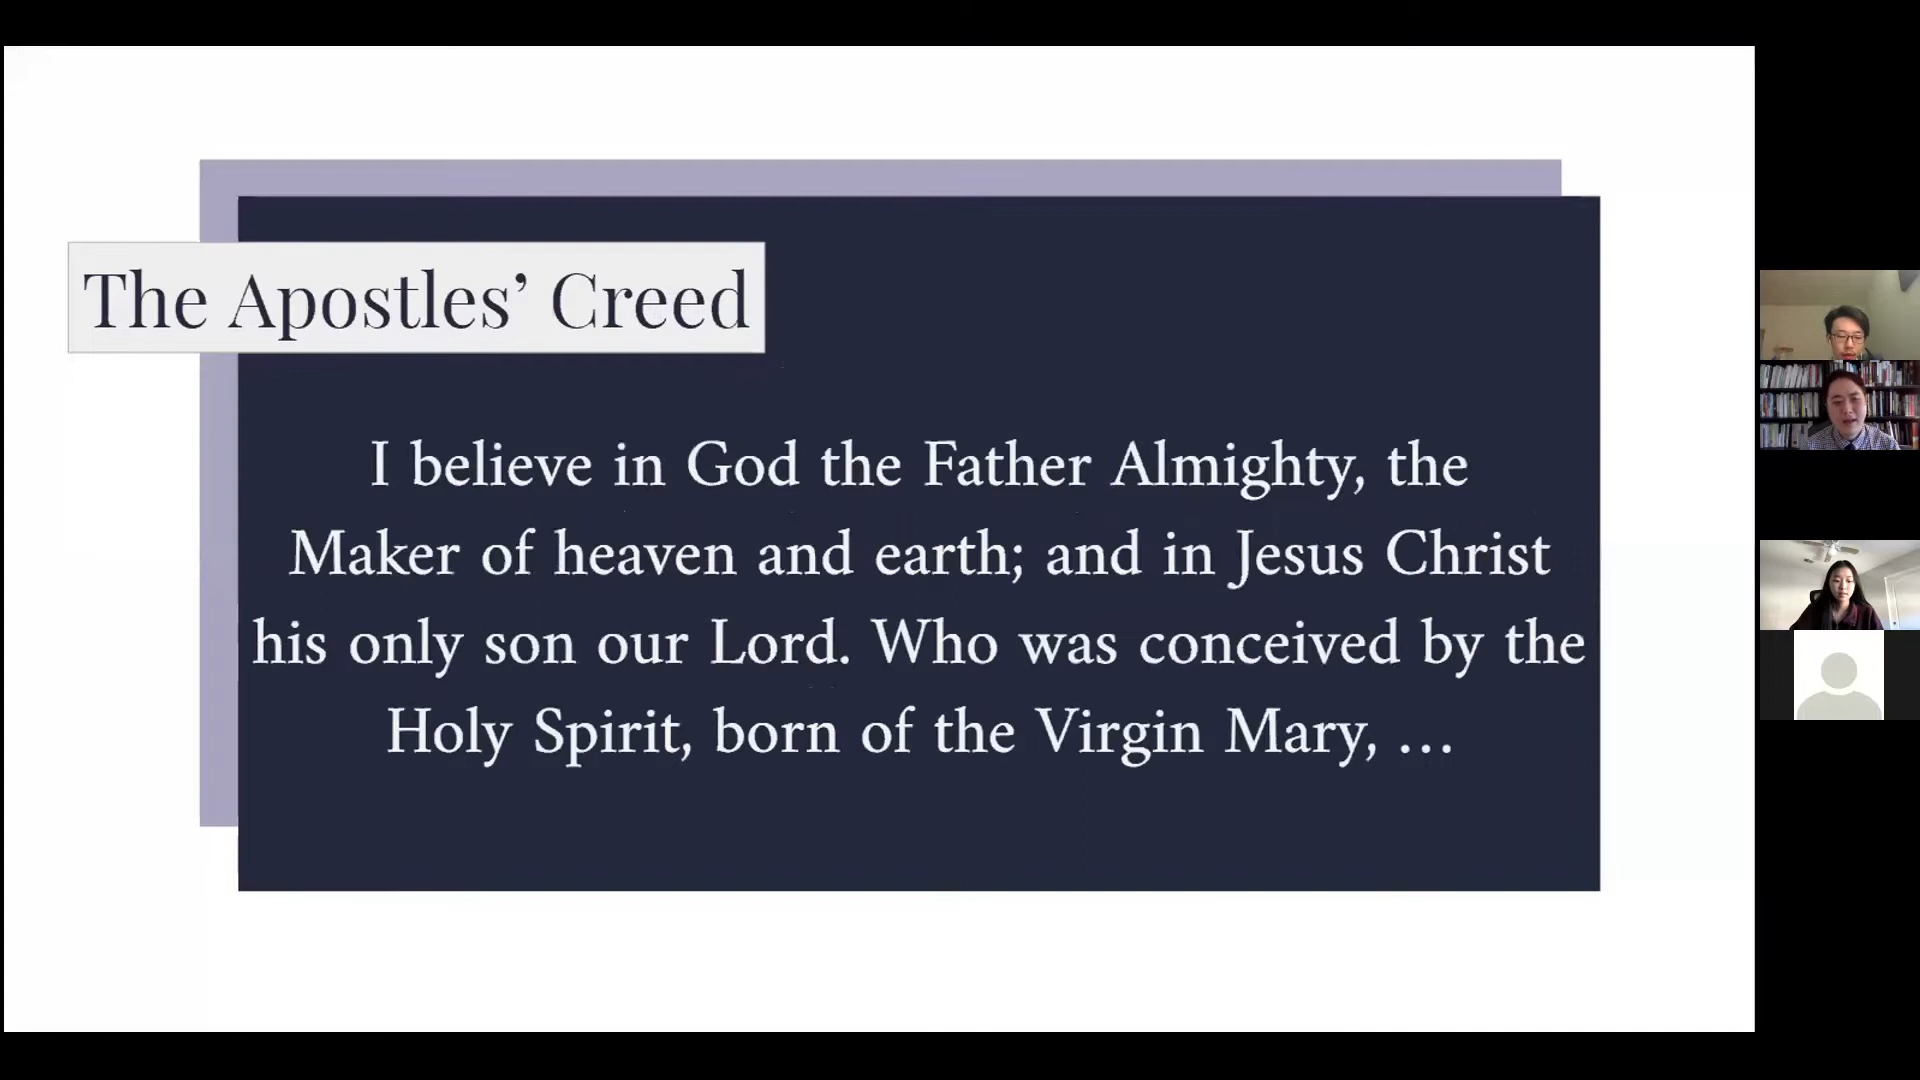 The Apostles’ Creed
I believe in God the Father Almighty, the
Maker of heaven and earth; and in Jesus Christ
his only son our Lord. Who was conceived by the
Holy Spirit, born of the Virgin Mary, …